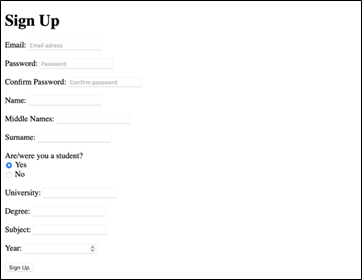 Sign Up
Email: Email adress
Password: Password
Confirm Password: Confirm password
Name:
Middle Names:
Surname:
Are/were you a student?
Yes
No
University:
Degree:
Subject:
Year:
Sign Up